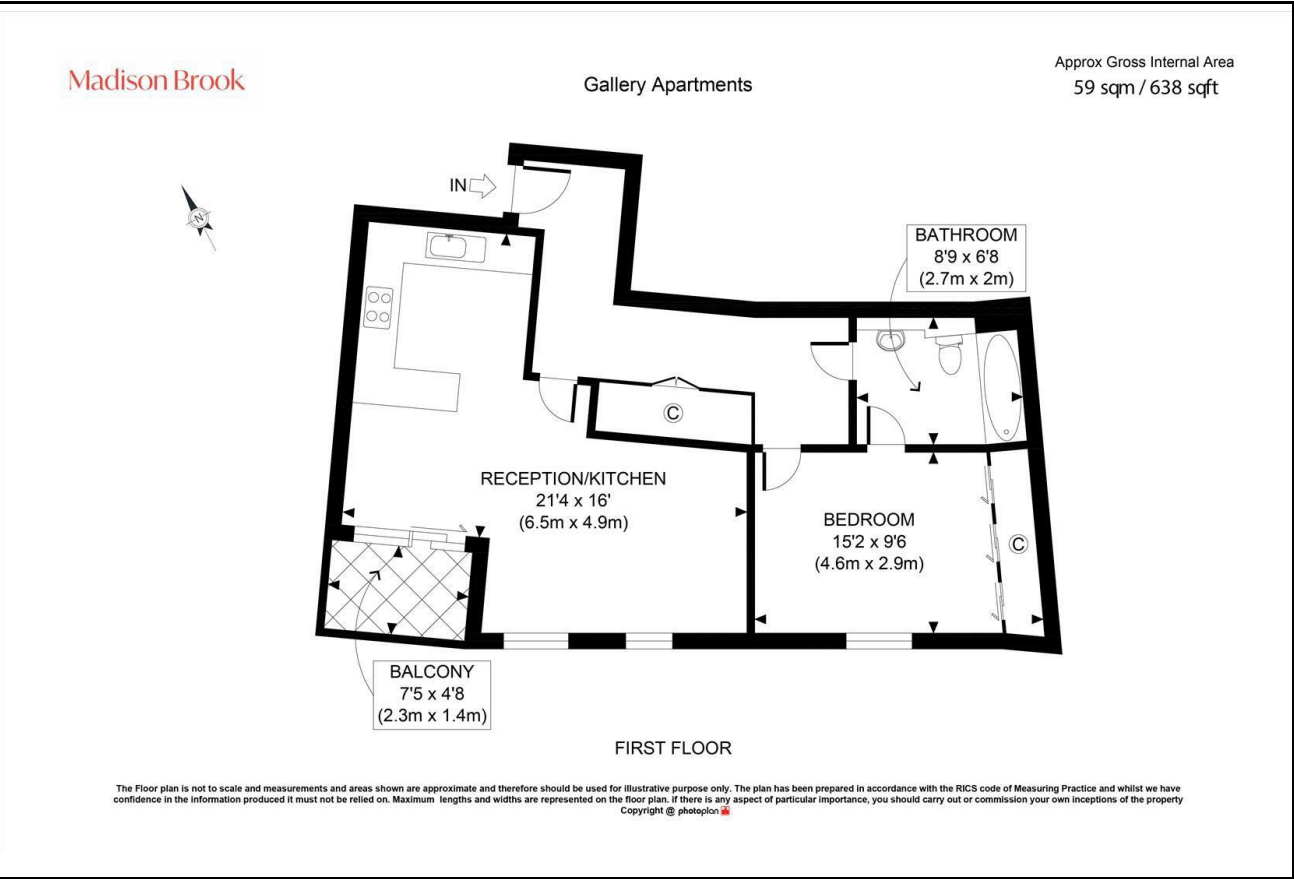 Madison Brook
Gallery Apartments
Approx Gross Internal Area
59 sqm / 638 sqft
IN
N
BATHROOM
8'9 x 6'8
(2.7m x 2m)
C
RECEPTION/KITCHEN
21'4 x 16'
(6.5m x 4.9m)
BEDROOM
15'2 x 9'6
(4.6m x 2.9m)
C
BALCONY
7'5 x 4'8
(2.3m x 1.4m)
FIRST FLOOR
The Floor plan is not to scale and measurements and areas shown are approximate and therefore should be used for illustrative purpose only. The plan has been prepared in accordance with the RICS code of Measuring Practice and whilst we have
confidence in the information produced it must not be relied on. Maximum lengths and widths are represented on the floor plan. if there is any aspect of particular importance, you should carry out or commission your own inceptions of the property
Copyright @ photoplan